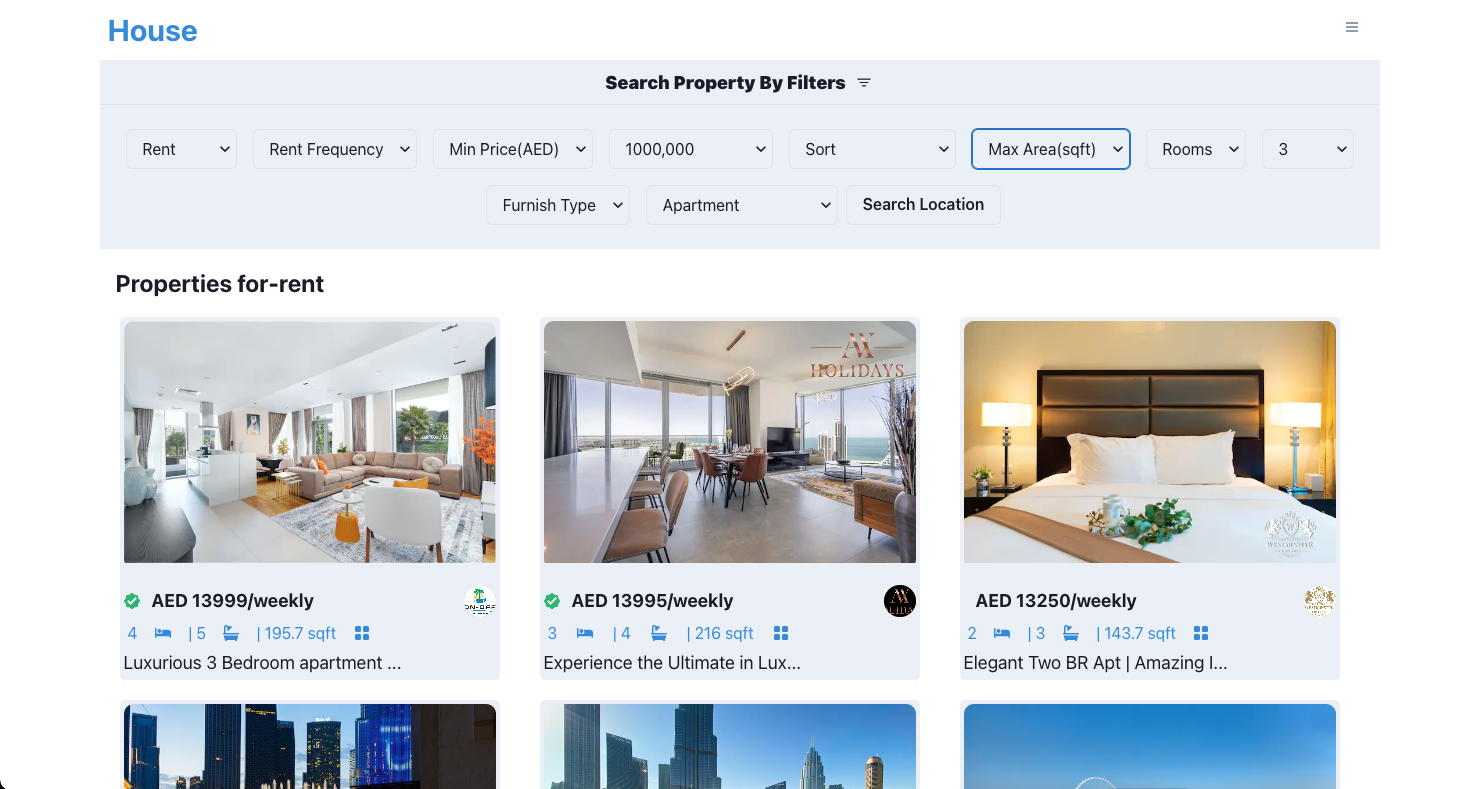 House
Search Property By Filters
Rent Rent Frequency Min Price(AED) 1000,000 Sort Max Area(sqft) Rooms 3
Furnish Type Apartment Search Location
Properties for-rent
HOLIDAYS
WESTMINSTER
AED 13999/weekly
4 | 5 | 195.7 sqft
Luxurious 3 Bedroom apartment ...
AED 13995/weekly
3 | 4 | 216 sqft
Experience the Ultimate in Lux...
AED 13250/weekly
2 | 3 | 143.7 sqft
Elegant Two BR Apt | Amazing I...